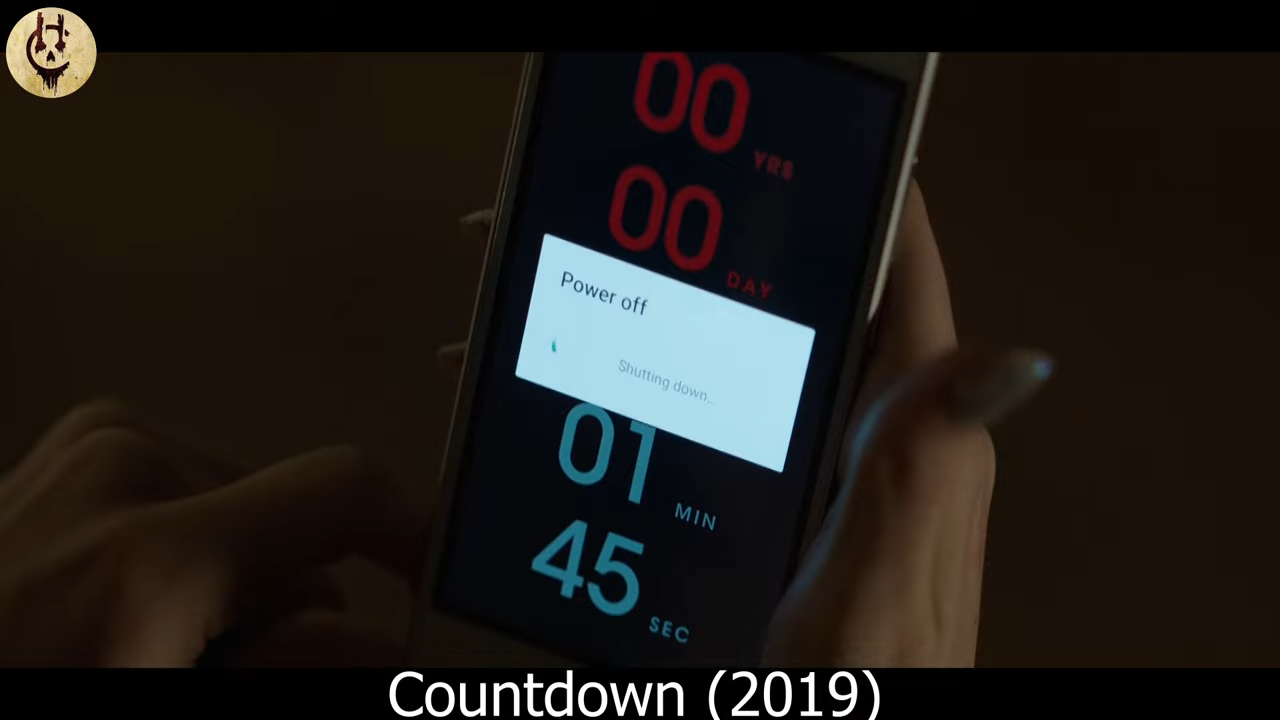 00 YRS
00 DAY
Power off
Shutting down...
01 MIN
45 SEC
Countdown (2019)